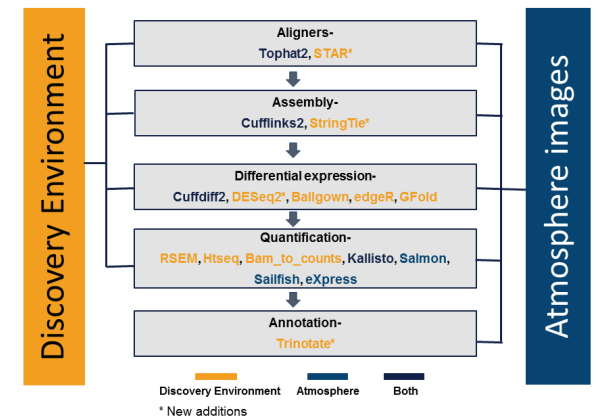 Discovery Environment
Aligners-
Tophat2, STAR*
Assembly-
Cufflinks2, StringTie*
Differential expression-
Cuffdiff2, DESeq2*, Ballgown, edgeR, GFold
Quantification-
RSEM, Htseq, Bam_to_counts, Kallisto, Salmon,
Sailfish, eXpress
Annotation-
Trinotate*
Atmosphere images
Discovery Environment
Atmosphere
Both
* New additions